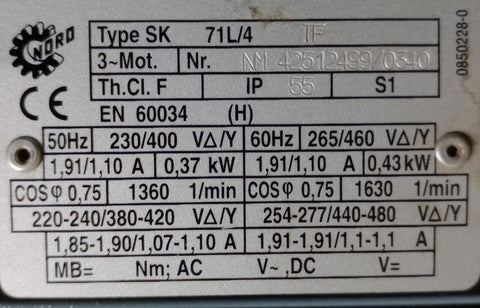 NORD
Type SK 71L/4 TF
3~Mot. Nr. NM 42512499/0340
Th.Cl. F IP 55 S1
CE EN 60034 (H)
50Hz 230/400 VΔ/Y 60Hz 265/460 VΔ/Y
1,91/1,10 A 0,37 kW 1,91/1,10 A 0,43 kW
COSφ 0,75 1360 1/min COSφ 0,75 1630 1/min
220-240/380-420 VΔ/Y 254-277/440-480 VΔ/Y
1.85-1,90/1,07-1,10 A 1,91-1,91/1,1-1,1 A
MB= Nm; AC V~ ,DC V=
0850228-0